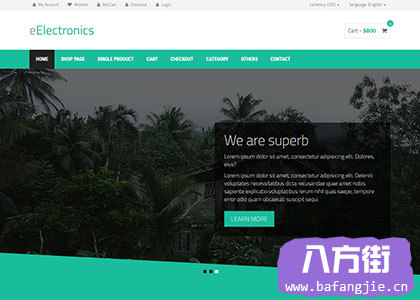 My Account Wishlist My Cart Checkout Login currency :USD language :English
eElectronics
Cart - $800
HOME SHOP PAGE SINGLE PRODUCT CART CHECKOUT CATEGORY OTHERS CONTACT
We are superb
Lorem ipsum dolor sit amet, consectetur adipisicing elit. Dolores, eius?
Lorem ipsum dolor sit amet, consectetur adipisicing elit. Deleniti voluptates necessitatibus dicta recusandae quae amet nobis sapiente explicabo voluptatibus rerum nihil quas saepe, tempore error odio quam obcaecati suscipit sequi.
LEARN MORE
八方街
www.bafangjie.cn